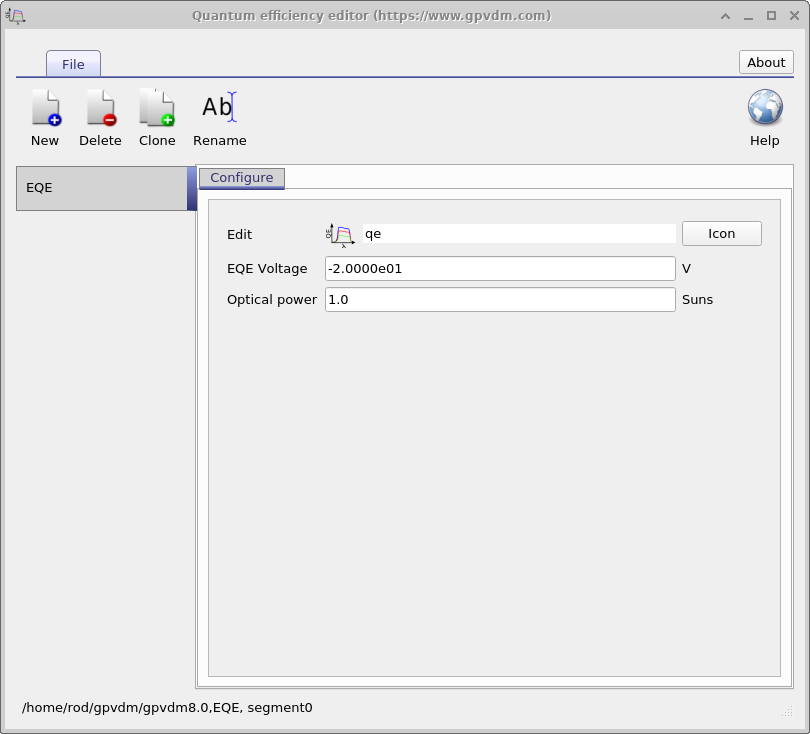 Quantum efficiency editor (https://www.gpvdm.com)
File
About
New Delete Clone Rename Help
EQE
Configure
Edit qe Icon
EQE Voltage -2.0000e01 V
Optical power 1.0 Suns
/home/rod/gpvdm/gpvdm8.0,EQE, segment0